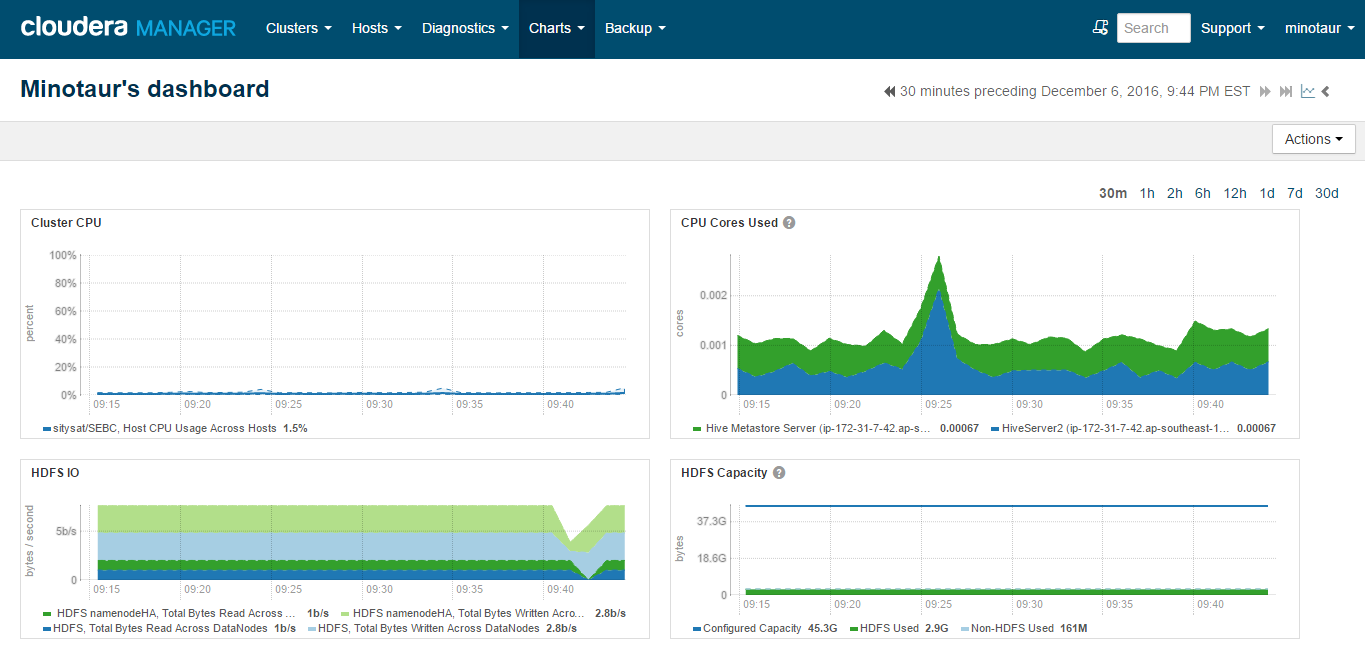 cloudera MANAGER Clusters Hosts Diagnostics Charts Backup Search Support minotaur
Minotaur's dashboard
30 minutes preceding December 6, 2016, 9:44 PM EST
Actions
30m 1h 2h 6h 12h 1d 7d 30d
Cluster CPU
percent
100%
80%
60%
40%
20%
0%
09:15 09:20 09:25 09:30 09:35 09:40
sitysat/SEBC, Host CPU Usage Across Hosts 1.5%
CPU Cores Used ?
cores
0.002
0.001
0
09:15 09:20 09:25 09:30 09:35 09:40
Hive Metastore Server (ip-172-31-7-42.ap-s... 0.00067 HiveServer2 (ip-172-31-7-42.ap-southeast-1... 0.00067
HDFS IO
bytes / second
5b/s
0
09:15 09:20 09:25 09:30 09:35 09:40
HDFS namenodeHA, Total Bytes Read Across ... 1b/s HDFS namenodeHA, Total Bytes Written Acro... 2.8b/s
HDFS, Total Bytes Read Across DataNodes 1b/s HDFS, Total Bytes Written Across DataNodes 2.8b/s
HDFS Capacity ?
bytes
37.3G
18.6G
0
09:15 09:20 09:25 09:30 09:35 09:40
Configured Capacity 45.3G HDFS Used 2.9G Non-HDFS Used 161M